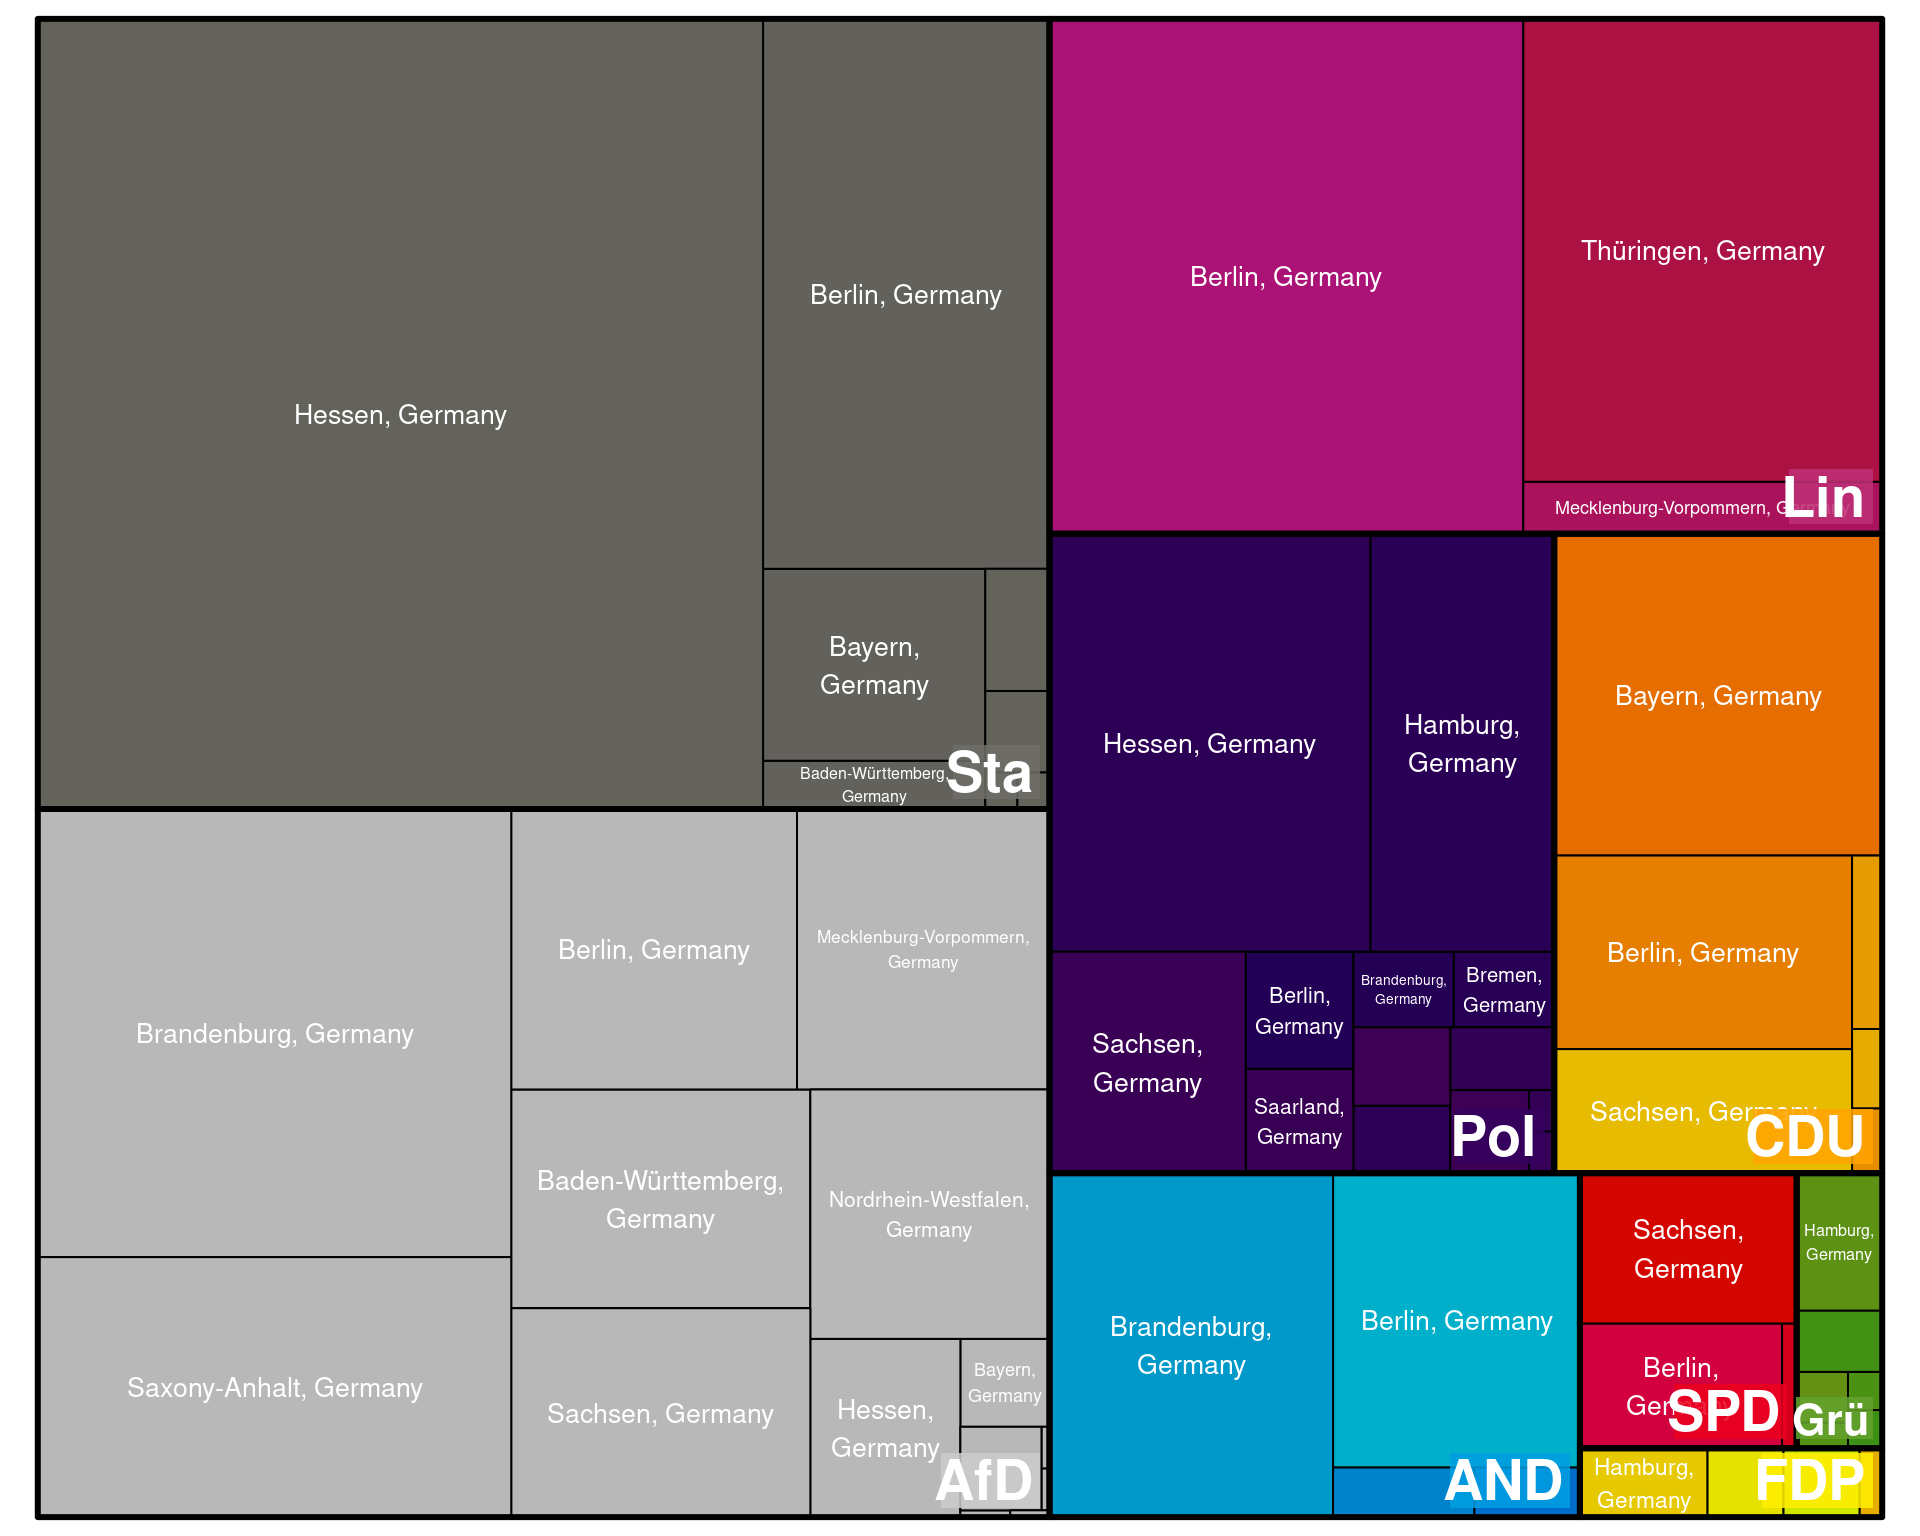 Hessen, Germany
Berlin, Germany
Bayern,
Germany
Baden-Württemberg,
Germany
Sta
Berlin, Germany
Thüringen, Germany
Mecklenburg-Vorpommern, Germany
Lin
Hessen, Germany
Hamburg,
Germany
Sachsen,
Germany
Berlin,
Germany
Saarland,
Germany
Brandenburg,
Germany
Bremen,
Germany
Pol
Bayern, Germany
Berlin, Germany
Sachsen, Germany
CDU
Brandenburg, Germany
Saxony-Anhalt, Germany
Berlin, Germany
Mecklenburg-Vorpommern,
Germany
Baden-Württemberg,
Germany
Nordrhein-Westfalen,
Germany
Sachsen, Germany
Hessen,
Germany
Bayern,
Germany
AfD
Brandenburg,
Germany
Berlin, Germany
AND
Sachsen,
Germany
Berlin,
Germany
SPD
Hamburg,
Germany
Grü
Hamburg,
Germany
FDP